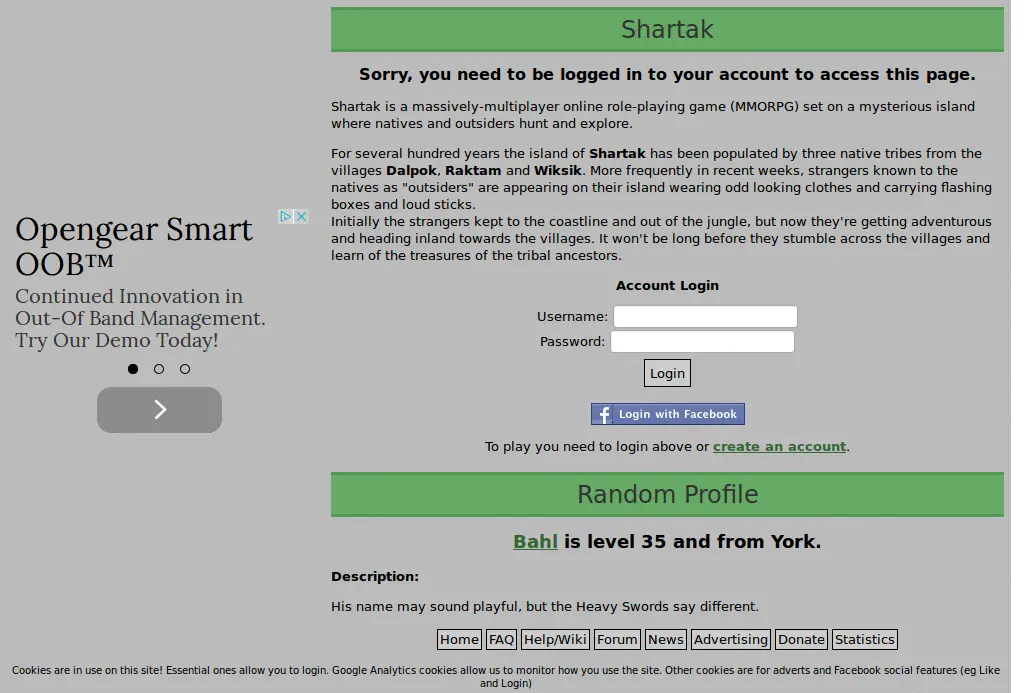 Shartak
Sorry, you need to be logged in to your account to access this page.
Shartak is a massively-multiplayer online role-playing game (MMORPG) set on a mysterious island
where natives and outsiders hunt and explore.
For several hundred years the island of Shartak has been populated by three native tribes from the
villages Dalpok, Raktam and Wiksik. More frequently in recent weeks, strangers known to the
natives as "outsiders" are appearing on their island wearing odd looking clothes and carrying flashing
boxes and loud sticks.
Initially the strangers kept to the coastline and out of the jungle, but now they're getting adventurous
and heading inland towards the villages. It won't be long before they stumble across the villages and
learn of the treasures of the tribal ancestors.
Opengear Smart
OOB™
Continued Innovation in
Out-Of Band Management.
Try Our Demo Today!
Account Login
Username:
Password:
Login
f Login with Facebook
To play you need to login above or create an account.
Random Profile
Bahl is level 35 and from York.
Description:
His name may sound playful, but the Heavy Swords say different.
Home FAQ Help/Wiki Forum News Advertising Donate Statistics
Cookies are in use on this site! Essential ones allow you to login. Google Analytics cookies allow us to monitor how you use the site. Other cookies are for adverts and Facebook social features (eg Like
and Login)